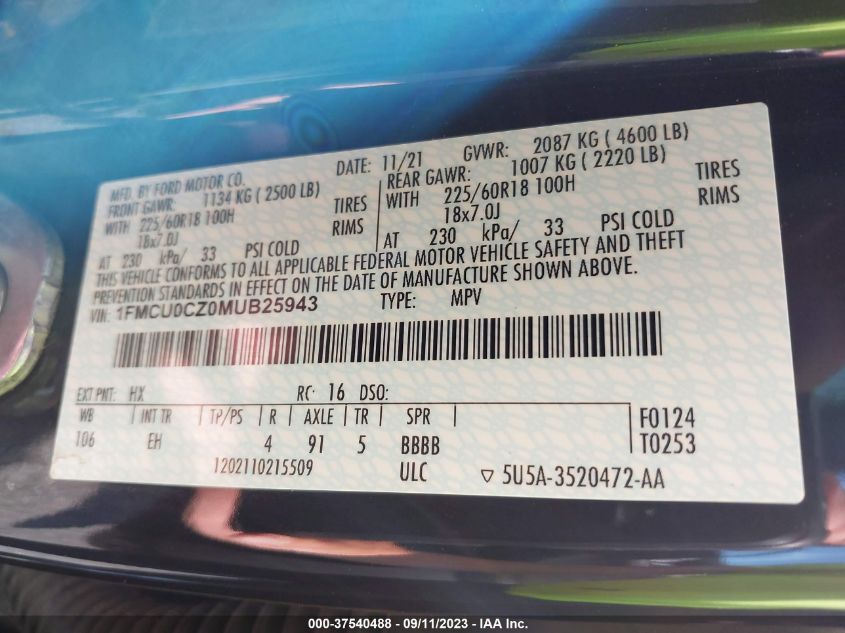 MFD. BY FORD MOTOR CO.
DATE: 11/21 GVWR: 2087 KG ( 4600 LB)
FRONT GAWR: 1134 KG ( 2500 LB)
REAR GAWR: 1007 KG ( 2220 LB)
WITH 225/60R18 100H TIRES
WITH 225/60R18 100H TIRES
18x7.0J RIMS
18x7.0J RIMS
AT 230 kPa/ 33 PSI COLD
AT 230 kPa/ 33 PSI COLD
THIS VEHICLE CONFORMS TO ALL APPLICABLE FEDERAL MOTOR VEHICLE SAFETY AND THEFT
PREVENTION STANDARDS IN EFFECT ON THE DATE OF MANUFACTURE SHOWN ABOVE.
VIN: 1FMCU0CZ0MUB25943 TYPE: MPV
EXT PNT: HX RC: 16 DSO:
WB INT TR TP/PS R AXLE TR SPR
106 EH 4 91 5 BBBB
F0124
T0253
1202110215509 ULC ▽ 5U5A-3520472-AA
000-37540488 - 09/11/2023 - IAA Inc.